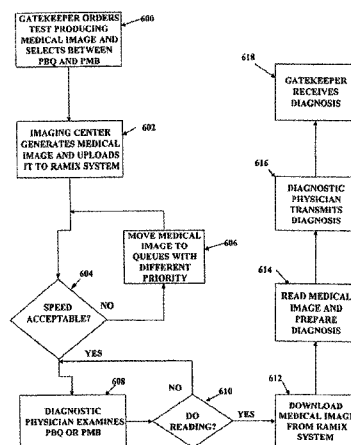 600
GATEKEEPER ORDERS
TEST PRODUCING
MEDICAL IMAGE AND
SELECTS BETWEEN
PBQ AND PMB
602
IMAGING CENTER
GENERATES MEDICAL
IMAGE AND UPLOADS
IT TO RAMIX SYSTEM
MOVE MEDICAL
IMAGE TO
QUEUES WITH
DIFFERENT
PRIORITY
606
604
SPEED
ACCEPTABLE?
NO
YES
608
DIAGNOSTIC
PHYSICIAN EXAMINES
PBQ OR PMB
NO
610
DO
READING?
YES
612
DOWNLOAD
MEDICAL IMAGE
FROM RAMIX
SYSTEM
614
READ MEDICAL
IMAGE AND
PREPARE
DIAGNOSIS
616
DIAGNOSTIC
PHYSICIAN
TRANSMITS
DIAGNOSIS
618
GATEKEEPER
RECEIVES
DIAGNOSIS